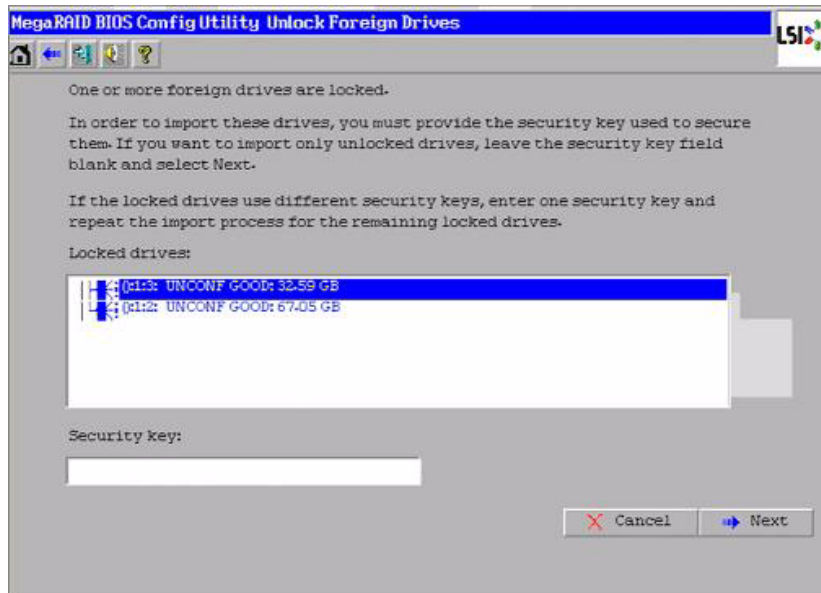 MegaRAID BIOS Config Utility Unlock Foreign Drives
LSI
One or more foreign drives are locked.
In order to import these drives, you must provide the security key used to secure
them. If you want to import only unlocked drives, leave the security key field
blank and select Next.
If the locked drives use different security keys, enter one security key and
repeat the import process for the remaining locked drives.
Locked drives:
0:1:3: UNCONF GOOD: 32.59 GB
0:1:2: UNCONF GOOD: 67.05 GB
Security key:
Cancel Next